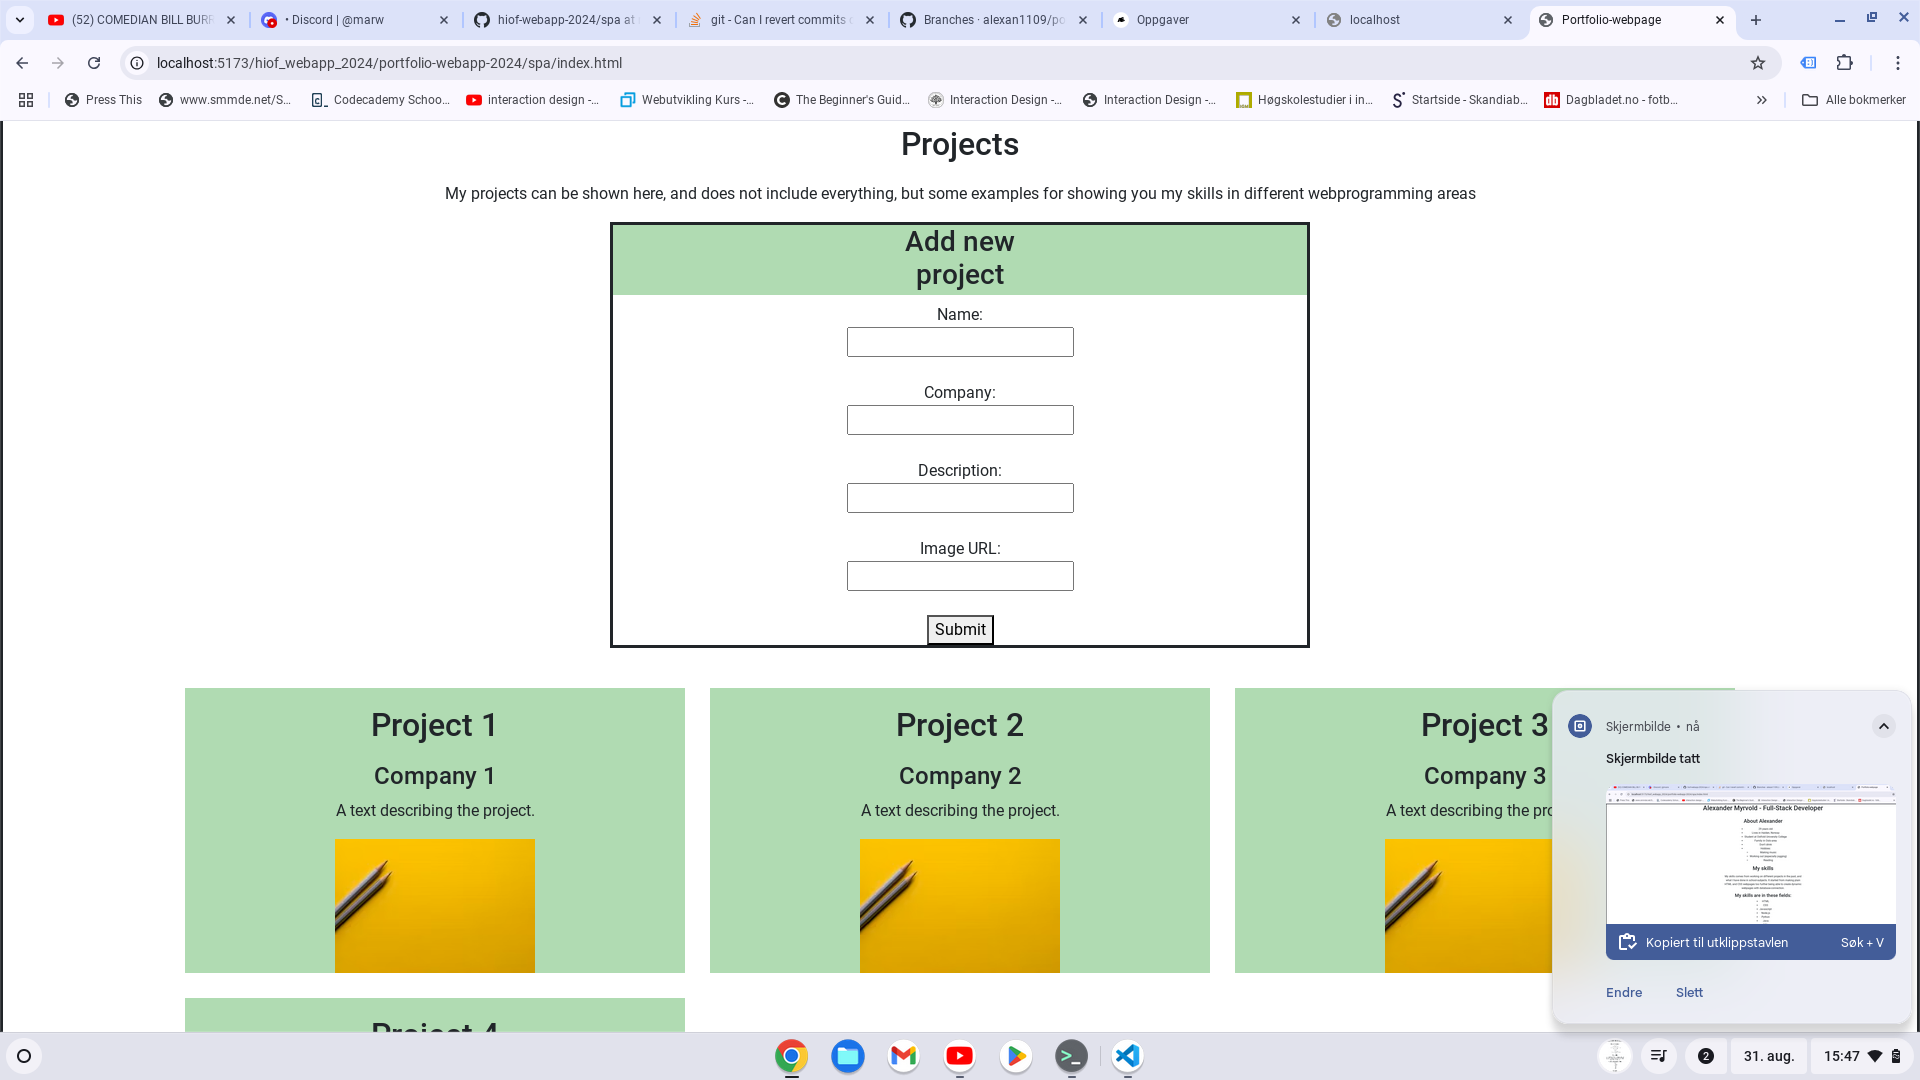 (52) COMEDIAN BILL BURR
• Discord | @marw
hiof-webapp-2024/spa at
git - Can I revert commits
Branches · alexan1109/po
Oppgaver
localhost
Portfolio-webpage
localhost:5173/hiof_webapp_2024/portfolio-webapp-2024/spa/index.html
Press This
www.smmde.net/S...
Codecademy Schoo...
interaction design -...
Webutvikling Kurs -...
The Beginner's Guid...
Interaction Design -...
Interaction Design -...
Høgskolestudier i in...
Startside - Skandiab...
Dagbladet.no - fotb...
Alle bokmerker
Projects
My projects can be shown here, and does not include everything, but some examples for showing you my skills in different webprogramming areas
Add new
project
Name:
Company:
Description:
Image URL:
Submit
Project 1
Company 1
A text describing the project.
Project 2
Company 2
A text describing the project.
Project 3
Company 3
A text describing the pro
Project 4
Skjermbilde • nå
Skjermbilde tatt
Alexander Myrvold - Full-Stack Developer
About Alexander
My skills
My skills are in these fields:
Kopiert til utklippstavlen
Søk + V
Endre
Slett
2
31. aug.
15:47